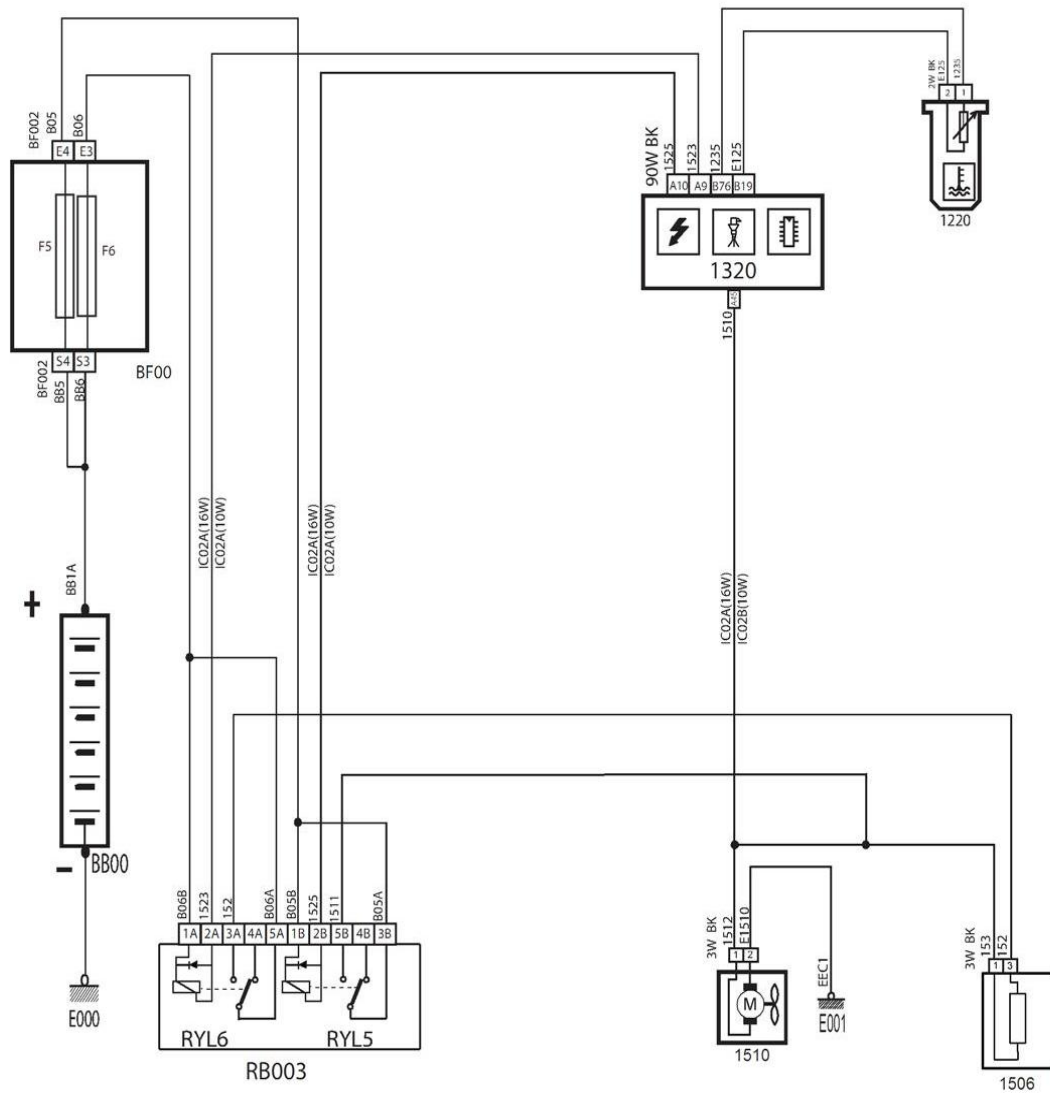 BF002
B05
B06
E4 E3
F5
F6
S4 S3
BF002
BB5
BB6
BF00
BB1A
+
-
BB00
E000
IC02A(16W)
IC02A(10W)
IC02A(16W)
IC02A(10W)
90W BK
1525
1523
1235
E125
A10 A9 B76 B19
1320
A45
1510
2W BK
E125
1235
2 1
1220
IC02A(16W)
IC02B(10W)
B06B
1523
152
B06A
B05B
1525
1511
B05A
1A 2A 3A 4A 5A 1B 2B 5B 4B 3B
RYL6
RYL5
RB003
3W BK
1512
E1510
1 2
M
1510
EEC1
E001
3W BK
153
152
1 3
1506